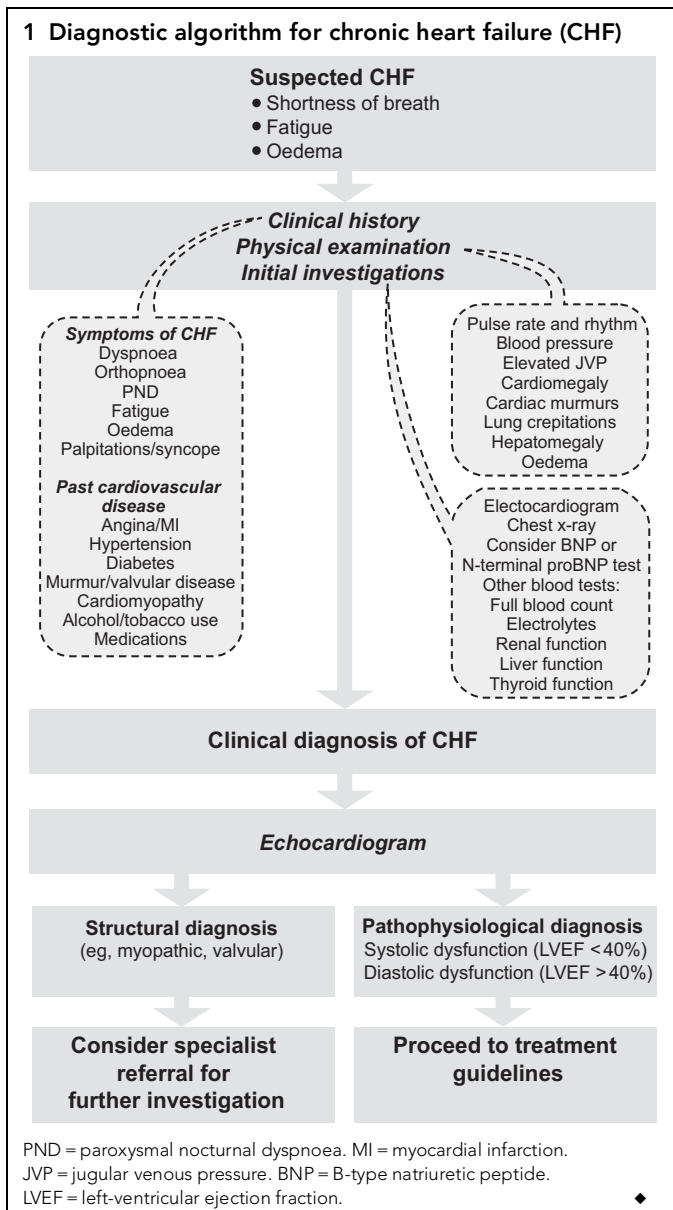 1 Diagnostic algorithm for chronic heart failure (CHF)
Suspected CHF
• Shortness of breath
• Fatigue
• Oedema
Clinical history
Physical examination
Initial investigations
Symptoms of CHF
Dyspnoea
Orthopnoea
PND
Fatigue
Oedema
Palpitations/syncope
Past cardiovascular
disease
Angina/MI
Hypertension
Diabetes
Murmur/valvular disease
Cardiomyopathy
Alcohol/tobacco use
Medications
Pulse rate and rhythm
Blood pressure
Elevated JVP
Cardiomegaly
Cardiac murmurs
Lung crepitations
Hepatomegaly
Oedema
Electocardiogram
Chest x-ray
Consider BNP or
N-terminal proBNP test
Other blood tests:
Full blood count
Electrolytes
Renal function
Liver function
Thyroid function
Clinical diagnosis of CHF
Echocardiogram
Structural diagnosis
(eg, myopathic, valvular)
Pathophysiological diagnosis
Systolic dysfunction (LVEF <40%)
Diastolic dysfunction (LVEF >40%)
Consider specialist
referral for
further investigation
Proceed to treatment
guidelines
PND = paroxysmal nocturnal dyspnoea. MI = myocardial infarction.
JVP = jugular venous pressure. BNP = B-type natriuretic peptide.
LVEF = left-ventricular ejection fraction. ◆